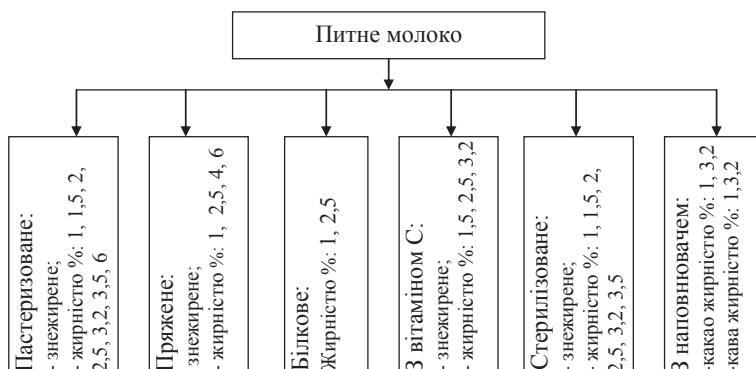 Питне молоко
Пастеризоване:
- знежирене;
- жирністю %: 1, 1,5, 2,
2,5, 3,2, 3,5, 6
Пряжене:
знежирене;
- жирністю %: 1, 2,5, 4, 6
Білкове:
Жирністю %: 1, 2,5
З вітаміном С:
- знежирене;
- жирністю %: 1,5, 2,5, 3,2
Стерилізоване:
- знежирене;
- жирністю %: 1, 1,5, 2,
2,5, 3,2, 3,5
З наповнювачем:
-какао жирністю %: 1, 3,2
-кава жирністю %: 1,3,2